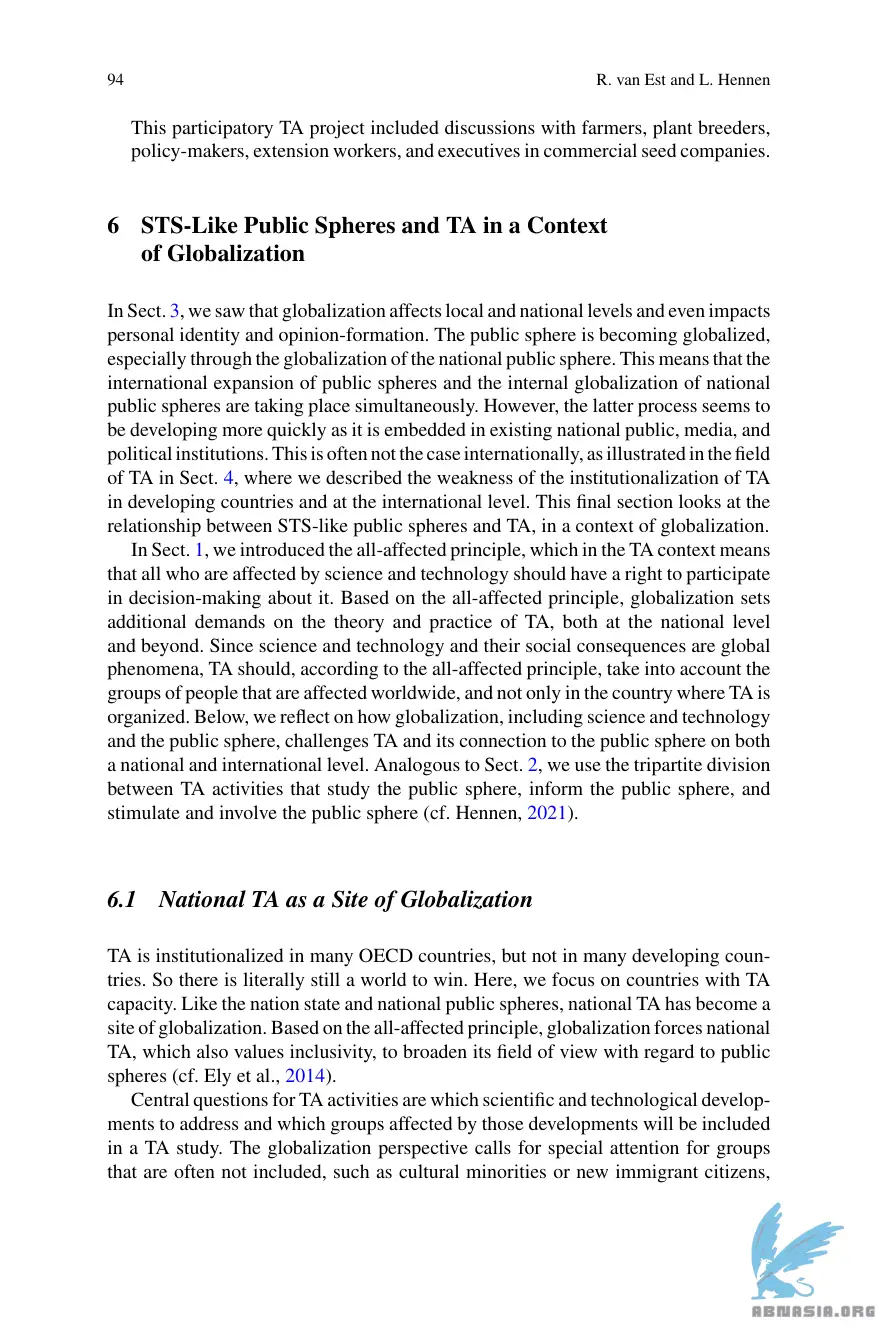 94
R. van Est and L. Hennen
This participatory TA project included discussions with farmers, plant breeders,
policy-makers, extension workers, and executives in commercial seed companies.
6 STS-Like Public Spheres and TA in a Context
of Globalization
In Sect. 3, we saw that globalization affects local and national levels and even impacts
personal identity and opinion-formation. The public sphere is becoming globalized,
especially through the globalization of the national public sphere. This means that the
international expansion of public spheres and the internal globalization of national
public spheres are taking place simultaneously. However, the latter process seems to
be developing more quickly as it is embedded in existing national public, media, and
political institutions. This is often not the case internationally, as illustrated in the field
of TA in Sect. 4, where we described the weakness of the institutionalization of TA
in developing countries and at the international level. This final section looks at the
relationship between STS-like public spheres and TA, in a context of globalization.
In Sect. 1, we introduced the all-affected principle, which in the TA context means
that all who are affected by science and technology should have a right to participate
in decision-making about it. Based on the all-affected principle, globalization sets
additional demands on the theory and practice of TA, both at the national level
and beyond. Since science and technology and their social consequences are global
phenomena, TA should, according to the all-affected principle, take into account the
groups of people that are affected worldwide, and not only in the country where TA is
organized. Below, we reflect on how globalization, including science and technology
and the public sphere, challenges TA and its connection to the public sphere on both
a national and international level. Analogous to Sect. 2, we use the tripartite division
between TA activities that study the public sphere, inform the public sphere, and
stimulate and involve the public sphere (cf. Hennen, 2021).
6.1 National TA as a Site of Globalization
TA is institutionalized in many OECD countries, but not in many developing coun-
tries. So there is literally still a world to win. Here, we focus on countries with TA
capacity. Like the nation state and national public spheres, national TA has become a
site of globalization. Based on the all-affected principle, globalization forces national
TA, which also values inclusivity, to broaden its field of view with regard to public
spheres (cf. Ely et al., 2014).
Central questions for TA activities are which scientific and technological develop-
ments to address and which groups affected by those developments will be included
in a TA study. The globalization perspective calls for special attention for groups
that are often not included, such as cultural minorities or new immigrant citizens,
ABNASIA.ORG